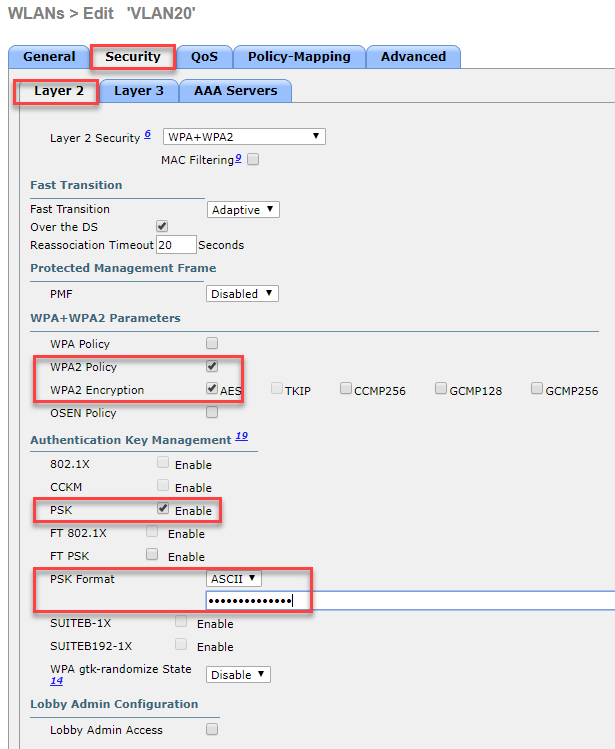 WLANs > Edit 'VLAN20'
General Security QoS Policy-Mapping Advanced
Layer 2 Layer 3 AAA Servers
Layer 2 Security 6 WPA+WPA2
MAC Filtering 9
Fast Transition
Fast Transition Adaptive
Over the DS
Reassociation Timeout 20 Seconds
Protected Management Frame
PMF Disabled
WPA+WPA2 Parameters
WPA Policy
WPA2 Policy
WPA2 Encryption AES TKIP CCMP256 GCMP128 GCMP256
OSEN Policy
Authentication Key Management 19
802.1X Enable
CCKM Enable
PSK Enable
FT 802.1X Enable
FT PSK Enable
PSK Format ASCII
••••••••••••••
SUITEB-1X Enable
SUITEB192-1X Enable
WPA gtk-randomize State Disable
14
Lobby Admin Configuration
Lobby Admin Access